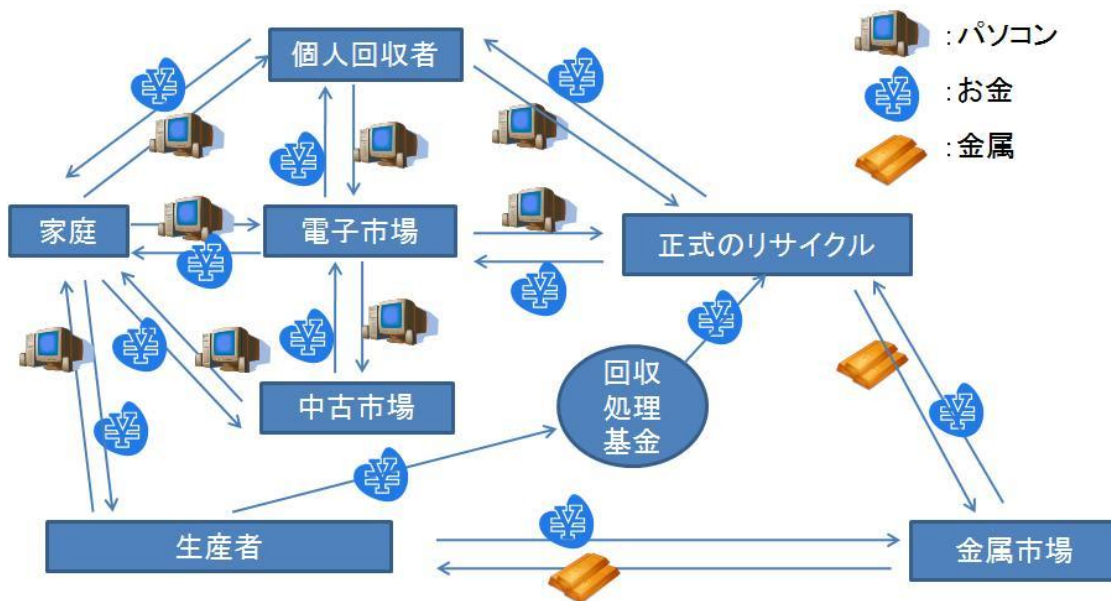 個人回収者
：パソコン
：お金
：金属
家庭
電子市場
正式のリサイクル
中古市場
回収
処理
基金
生産者
金属市場